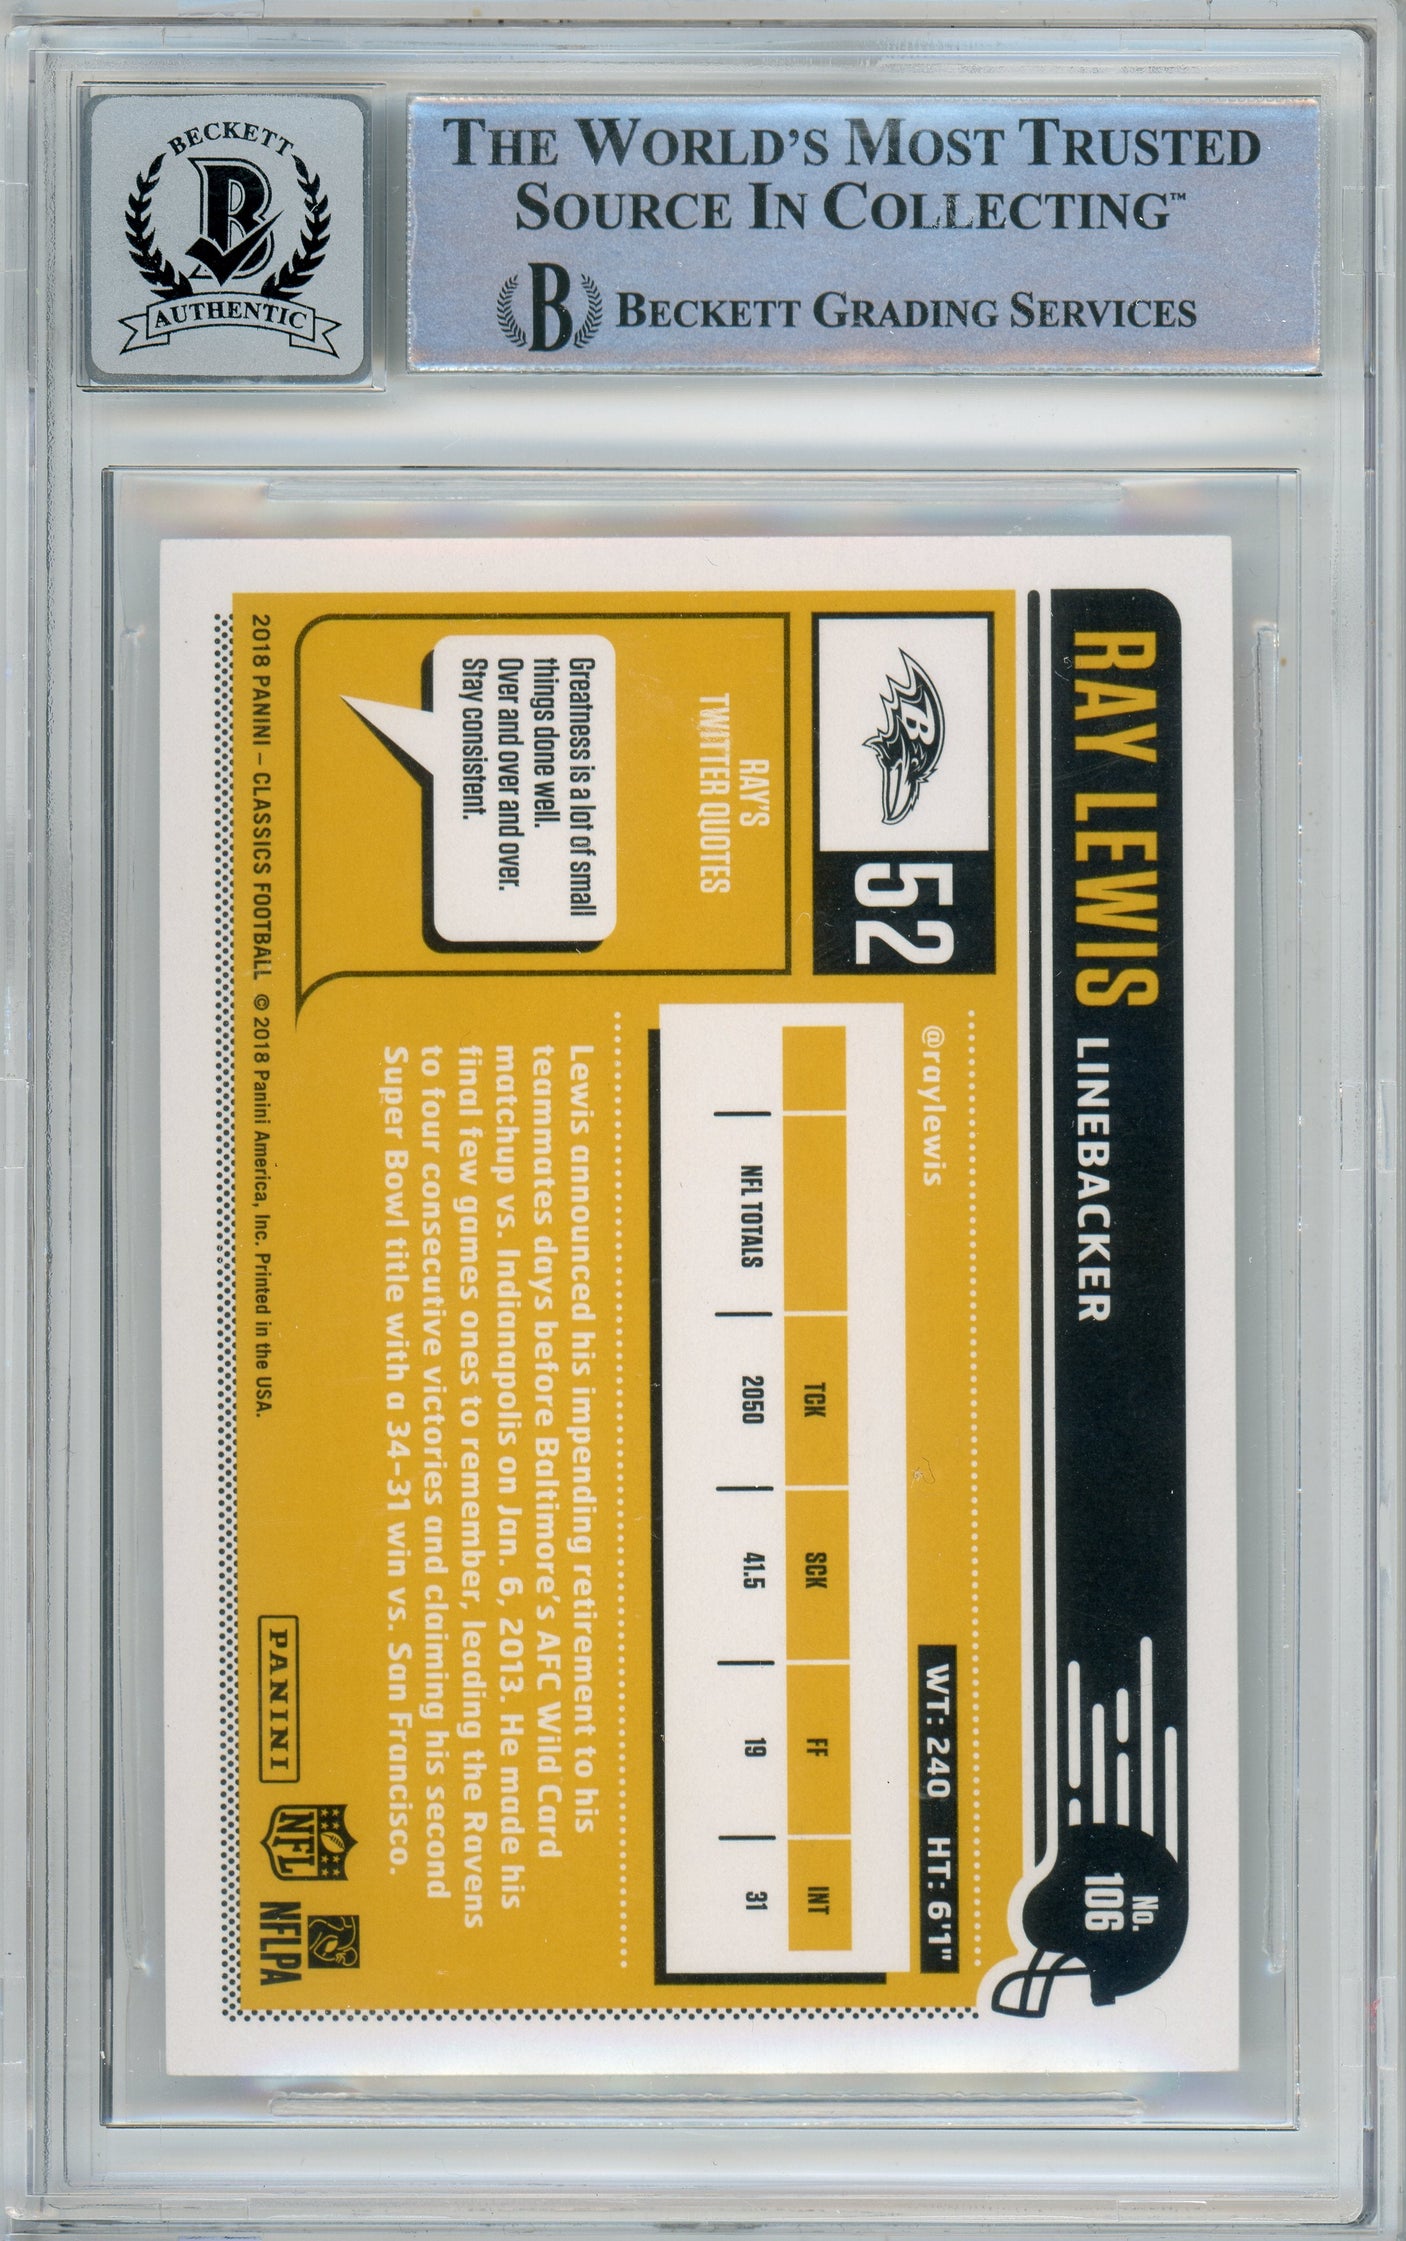 BECKETT
B
AUTHENTIC
THE WORLD'S MOST TRUSTED
SOURCE IN COLLECTING™
B BECKETT GRADING SERVICES
RAY LEWIS LINEBACKER
No.
106
B
52
@raylewis
WT: 240 HT: 6'1"
TCK SCK FF INT
NFL TOTALS 2050 41.5 19 31
RAY'S
TWITTER QUOTES
Greatness is a lot of small
things done well.
Over and over and over.
Stay consistent.
Lewis announced his impending retirement to his
teammates days before Baltimore's AFC Wild Card
matchup vs. Indianapolis on Jan. 6, 2013. He made his
final few games ones to remember, leading the Ravens
to four consecutive victories and claiming his second
Super Bowl title with a 34–31 win vs. San Francisco.
2018 PANINI – CLASSICS FOOTBALL © 2018 Panini America, Inc. Printed in the USA.
PANINI
NFL
NFLPA